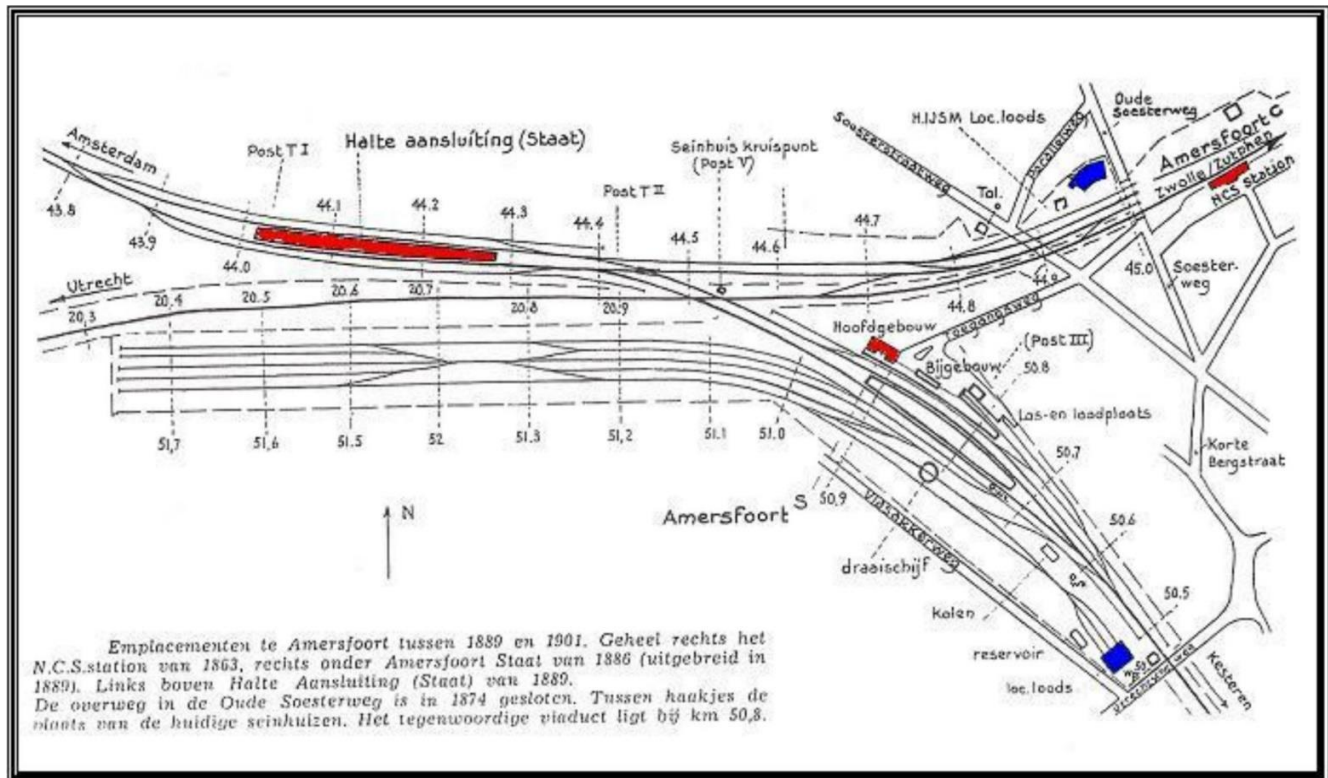 Amsterdam
Post T I
Halte aansluiting (Staat)
Seinhuis kruispunt
(Post V)
Post T II
Soesterstraatweg
H.IJSM Loc. loods
Parallelweg
Oude
Soesterweg
Amersfoort C
Zwolle/Zutphen
NCS Station
Tol.
43.8
43.9
44.0
44.1
44.2
44.3
44.4
44.5
44.6
44.7
44.8
44.9
45.0
Soester-
weg
Utrecht
20.3
20.4
20.5
20.6
20.7
20.8
20.9
Hoofdgebouw
Toegangsweg
(Post III)
50.8
Bijgebouw
Los-en laadplaats
51,7
51,6
51.5
52
51.3
51,2
51.1
51.0
50.9
50.7
50.6
50.5
Korte
Bergstraat
Amersfoort S
Vlasakkerweg
draaischijf
Kolen
reservoir
loc. loods
Utrechtseweg
Kesteren
N
Emplacementen te Amersfoort tussen 1889 en 1901. Geheel rechts het
N.C.S.station van 1863, rechts onder Amersfoort Staat van 1886 (uitgebreid in
1889). Links boven Halte Aansluiting (Staat) van 1889.
De overweg in de Oude Soesterweg is in 1874 gesloten. Tussen haakjes de
plaats van de huidige seinhuizen. Het tegenwoordige viaduct ligt bij km 50,8.